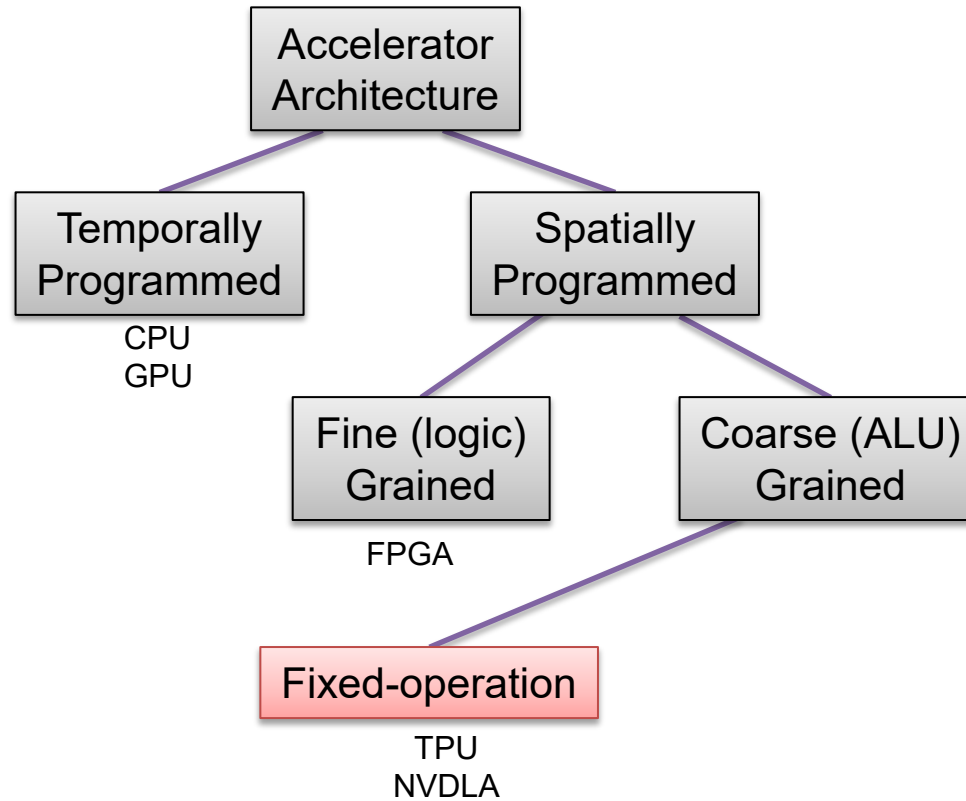 Accelerator
Architecture
Temporally
Programmed
CPU
GPU
Spatially
Programmed
Fine (logic)
Grained
FPGA
Coarse (ALU)
Grained
Fixed-operation
TPU
NVDLA